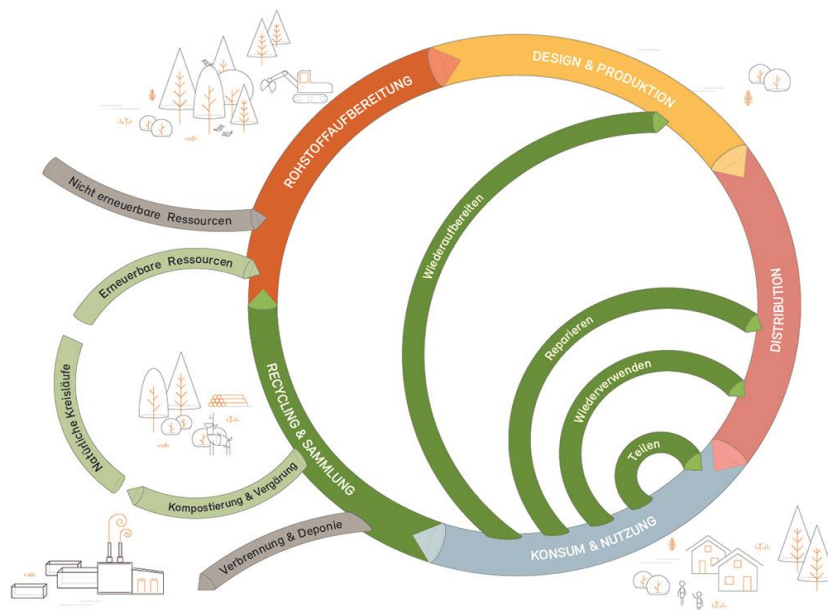 DESIGN & PRODUKTION
ROHSTOFFAUFBEREITUNG
Nicht erneuerbare Ressourcen
Wiederaufbereiten
Erneuerbare Ressourcen
DISTRIBUTION
Reparieren
Wiederverwenden
Natürliche Kreisläufe
RECYCLING & SAMMLUNG
Teilen
Kompostierung & Vergärung
KONSUM & NUTZUNG
Verbrennung & Deponie